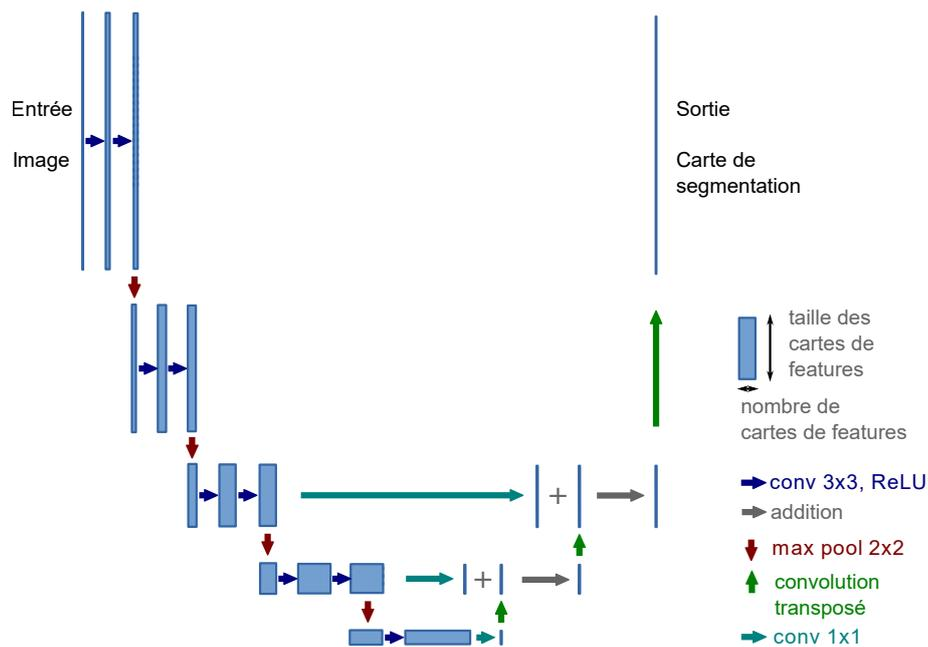 Entrée
Image
Sortie
Carte de
segmentation
taille des
cartes de
features
nombre de
cartes de features
+
conv 3x3, ReLU
addition
max pool 2x2
+
convolution
transposé
conv 1x1